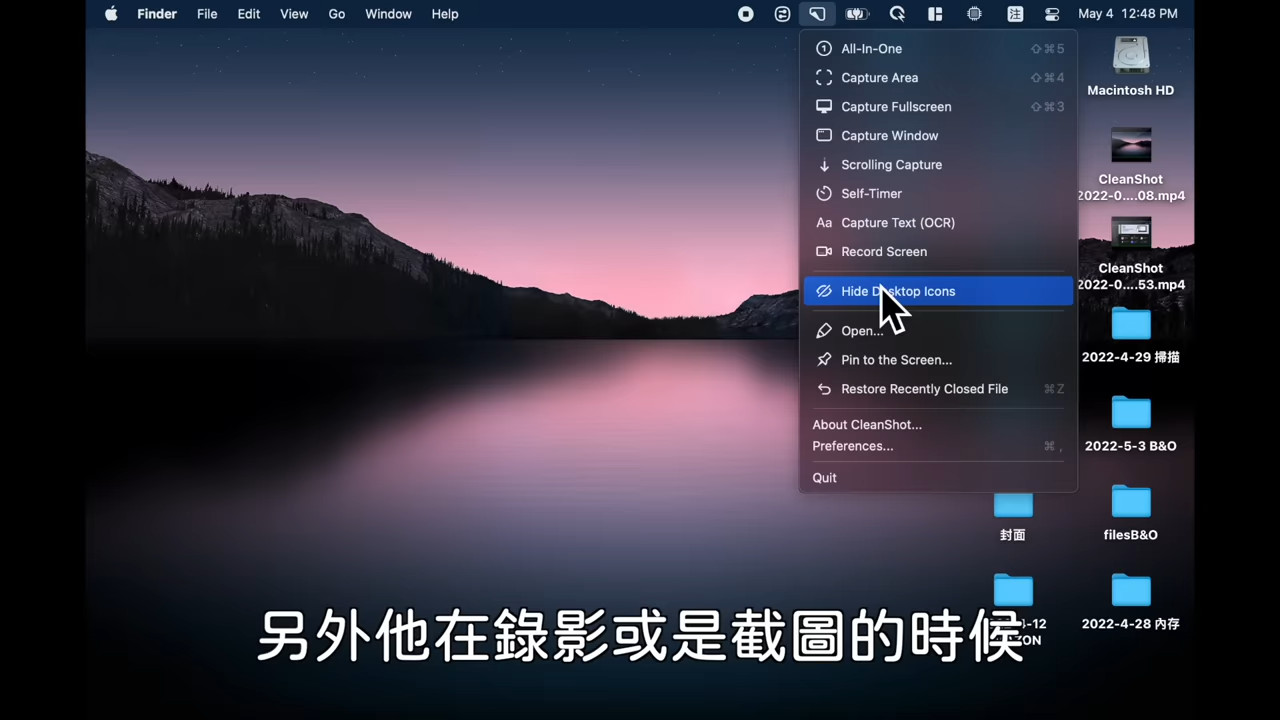 Finder File Edit View Go Window Help
注 May 4 12:48 PM
All-In-One ⇧⌘5
Capture Area ⇧⌘4
Capture Fullscreen ⇧⌘3
Capture Window
Scrolling Capture
Self-Timer
Aa Capture Text (OCR)
Record Screen
Hide Desktop Icons
Open...
Pin to the Screen...
Restore Recently Closed File ⌘Z
About CleanShot...
Preferences... ⌘,
Quit
Macintosh HD
CleanShot
2022-0....08.mp4
CleanShot
2022-0....53.mp4
2022-4-29 掃描
2022-5-3 B&O
封面
filesB&O
2022-4-28 內存
另外他在錄影或是截圖的時候